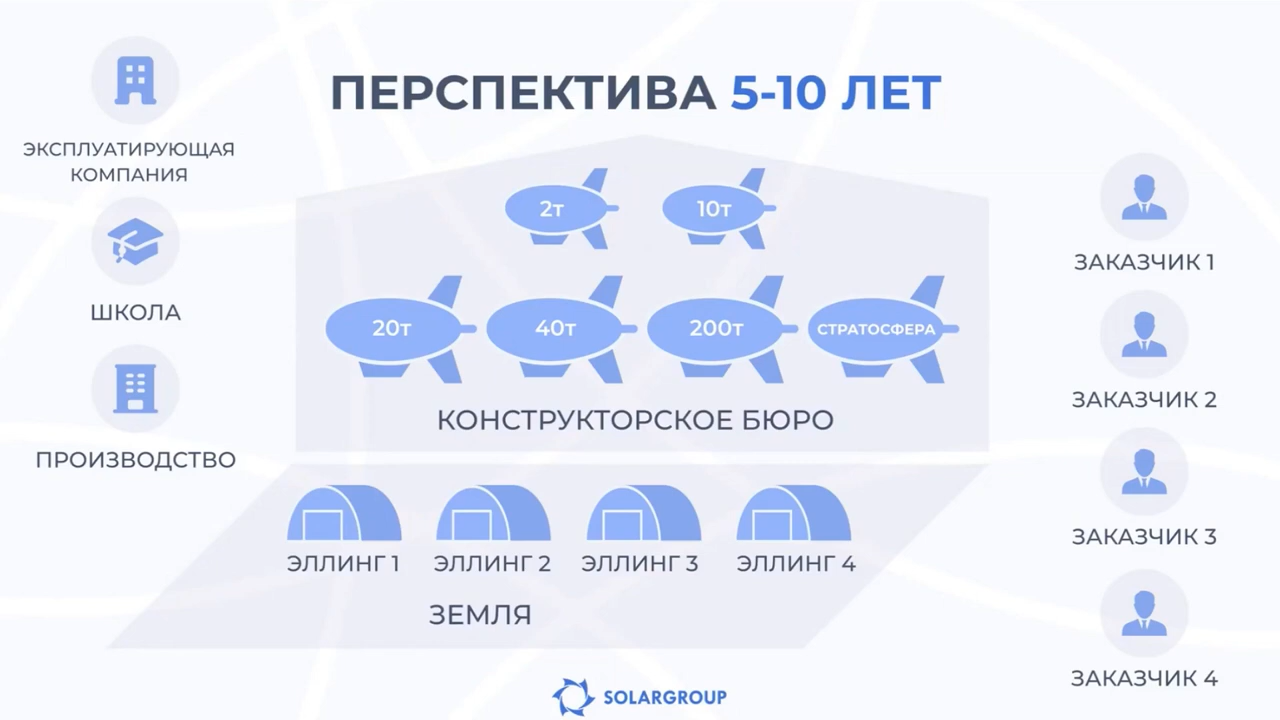 ПЕРСПЕКТИВА 5-10 ЛЕТ
ЭКСПЛУАТИРУЮЩАЯ
КОМПАНИЯ
ШКОЛА
ПРОИЗВОДСТВО
2т
10т
20т
40т
200т
СТРАТОСФЕРА
КОНСТРУКТОРСКОЕ БЮРО
ЭЛЛИНГ 1
ЭЛЛИНГ 2
ЭЛЛИНГ 3
ЭЛЛИНГ 4
ЗЕМЛЯ
ЗАКАЗЧИК 1
ЗАКАЗЧИК 2
ЗАКАЗЧИК 3
ЗАКАЗЧИК 4
SOLARGROUP